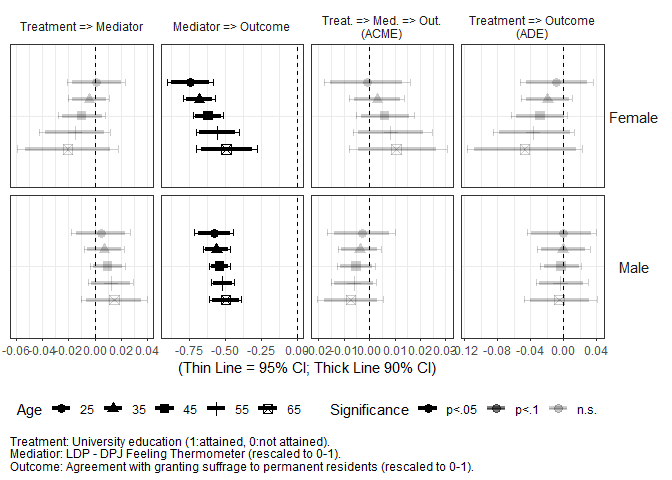 Treatment => Mediator
Mediator => Outcome
Treat. => Med. => Out.
(ACME)
Treatment => Outcome
(ADE)
Female
Male
-0.06 -0.04 -0.02 0.00 0.02 0.04
-0.75 -0.50 -0.25 0.00
-0.02 -0.01 0.00 0.01 0.02 0.03
-0.12 -0.08 -0.04 0.00 0.04
(Thin Line = 95% CI; Thick Line 90% CI)
Age 25 35 45 55 65 Significance p<.05 p<.1 n.s.
Treatment: University education (1:attained, 0:not attained).
Mediatior: LDP - DPJ Feeling Thermometer (rescaled to 0-1).
Outcome: Agreement with granting suffrage to permanent residents (rescaled to 0-1).